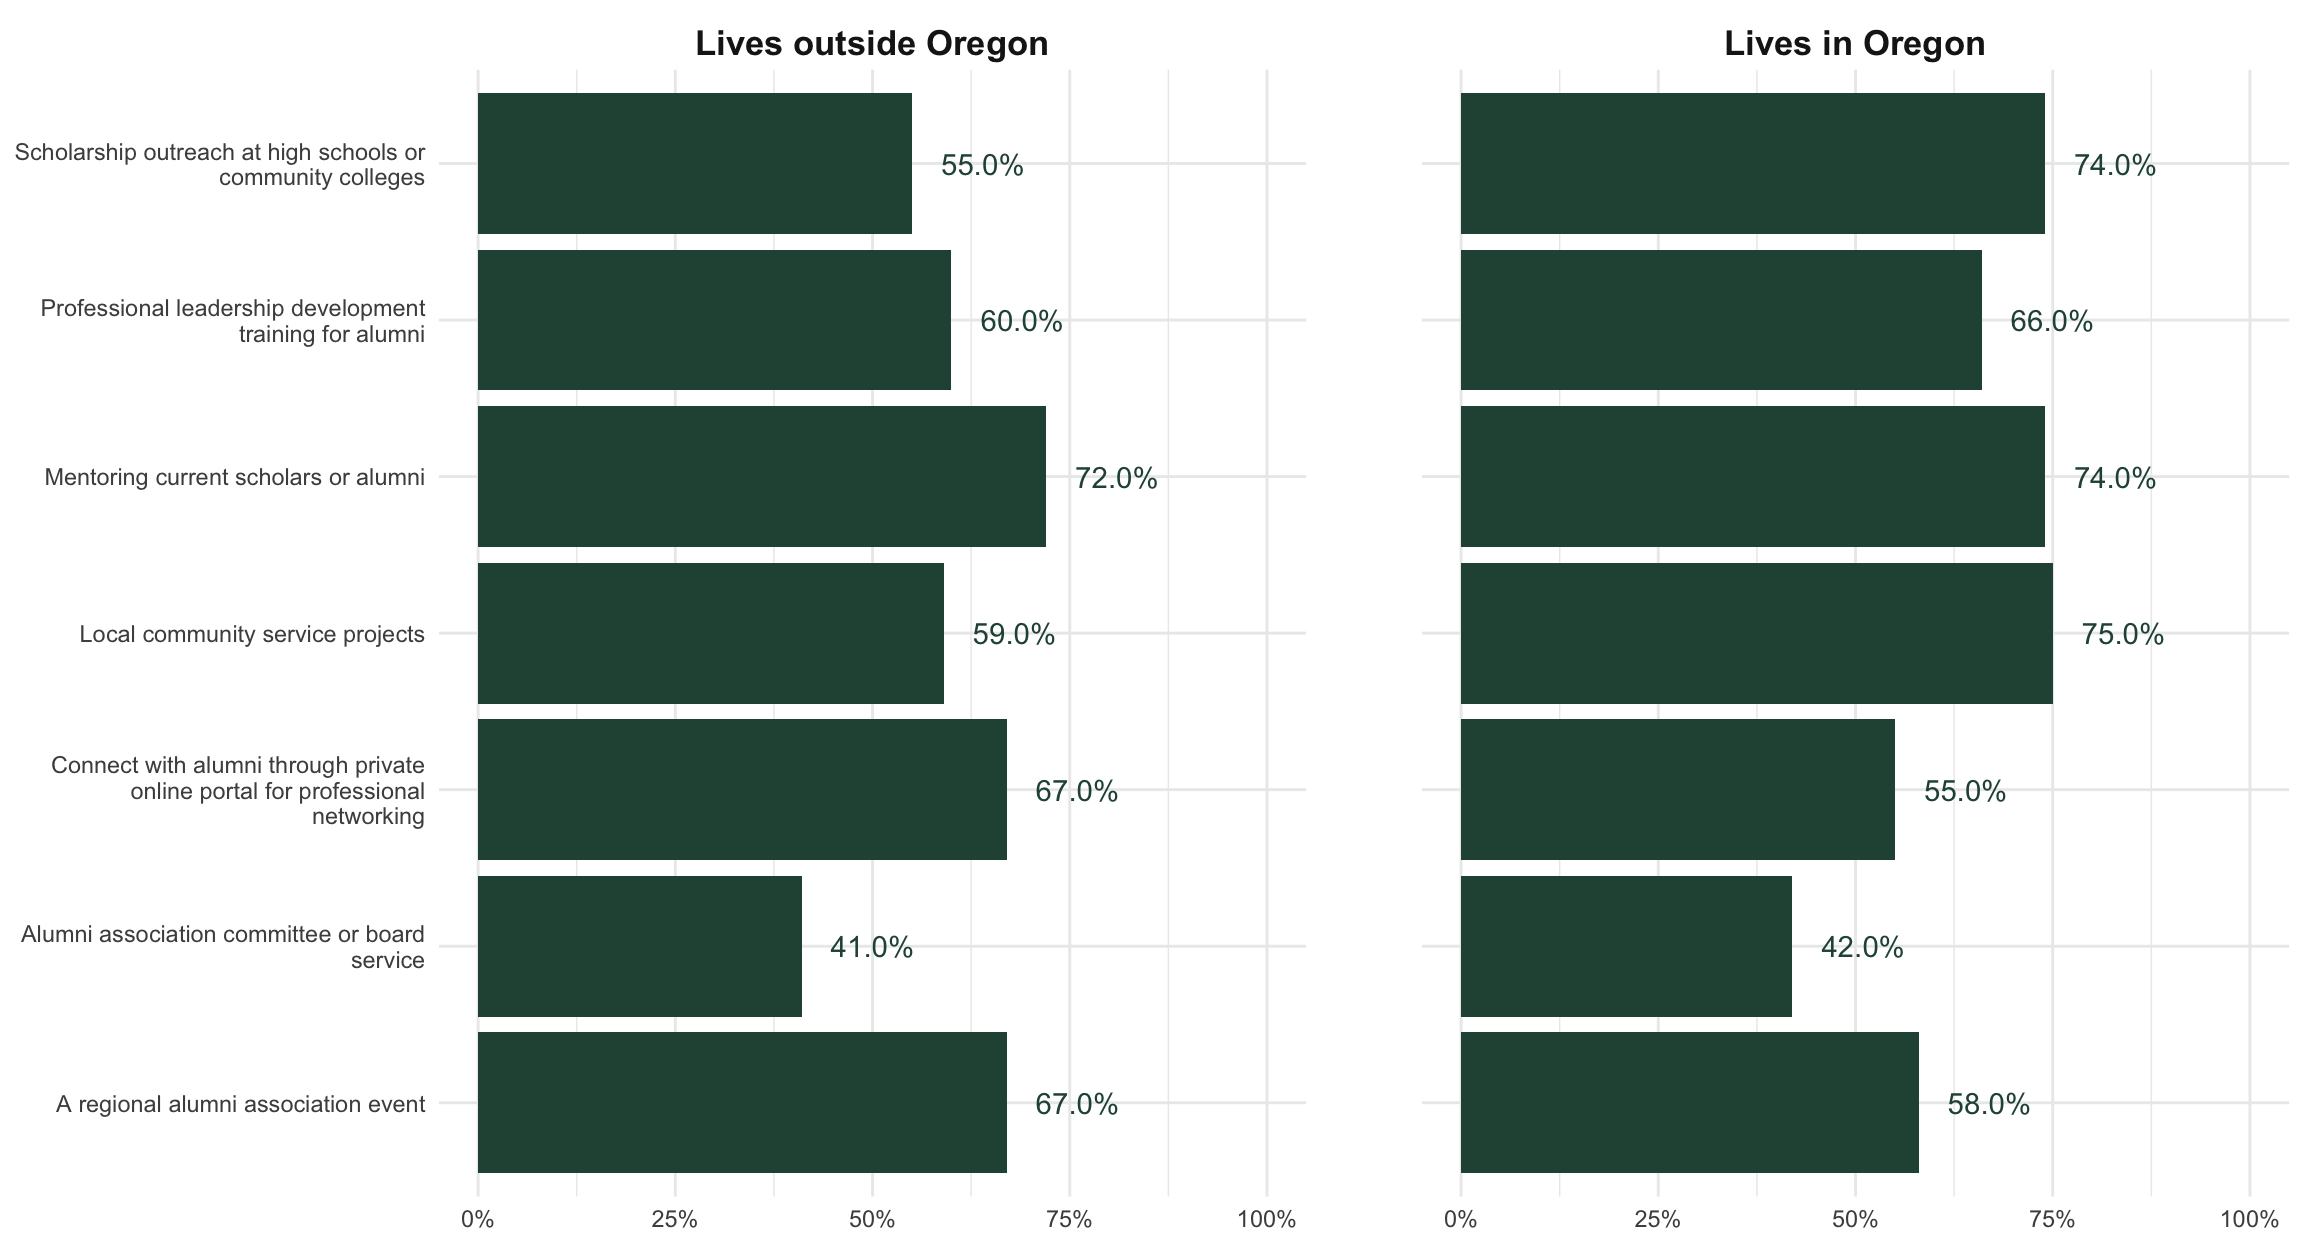 Lives outside Oregon
Lives in Oregon
Scholarship outreach at high schools or
community colleges
55.0%
74.0%
Professional leadership development
training for alumni
60.0%
66.0%
Mentoring current scholars or alumni
72.0%
74.0%
Local community service projects
59.0%
75.0%
Connect with alumni through private
online portal for professional
networking
67.0%
55.0%
Alumni association committee or board
service
41.0%
42.0%
A regional alumni association event
67.0%
58.0%
0% 25% 50% 75% 100%
0% 25% 50% 75% 100%